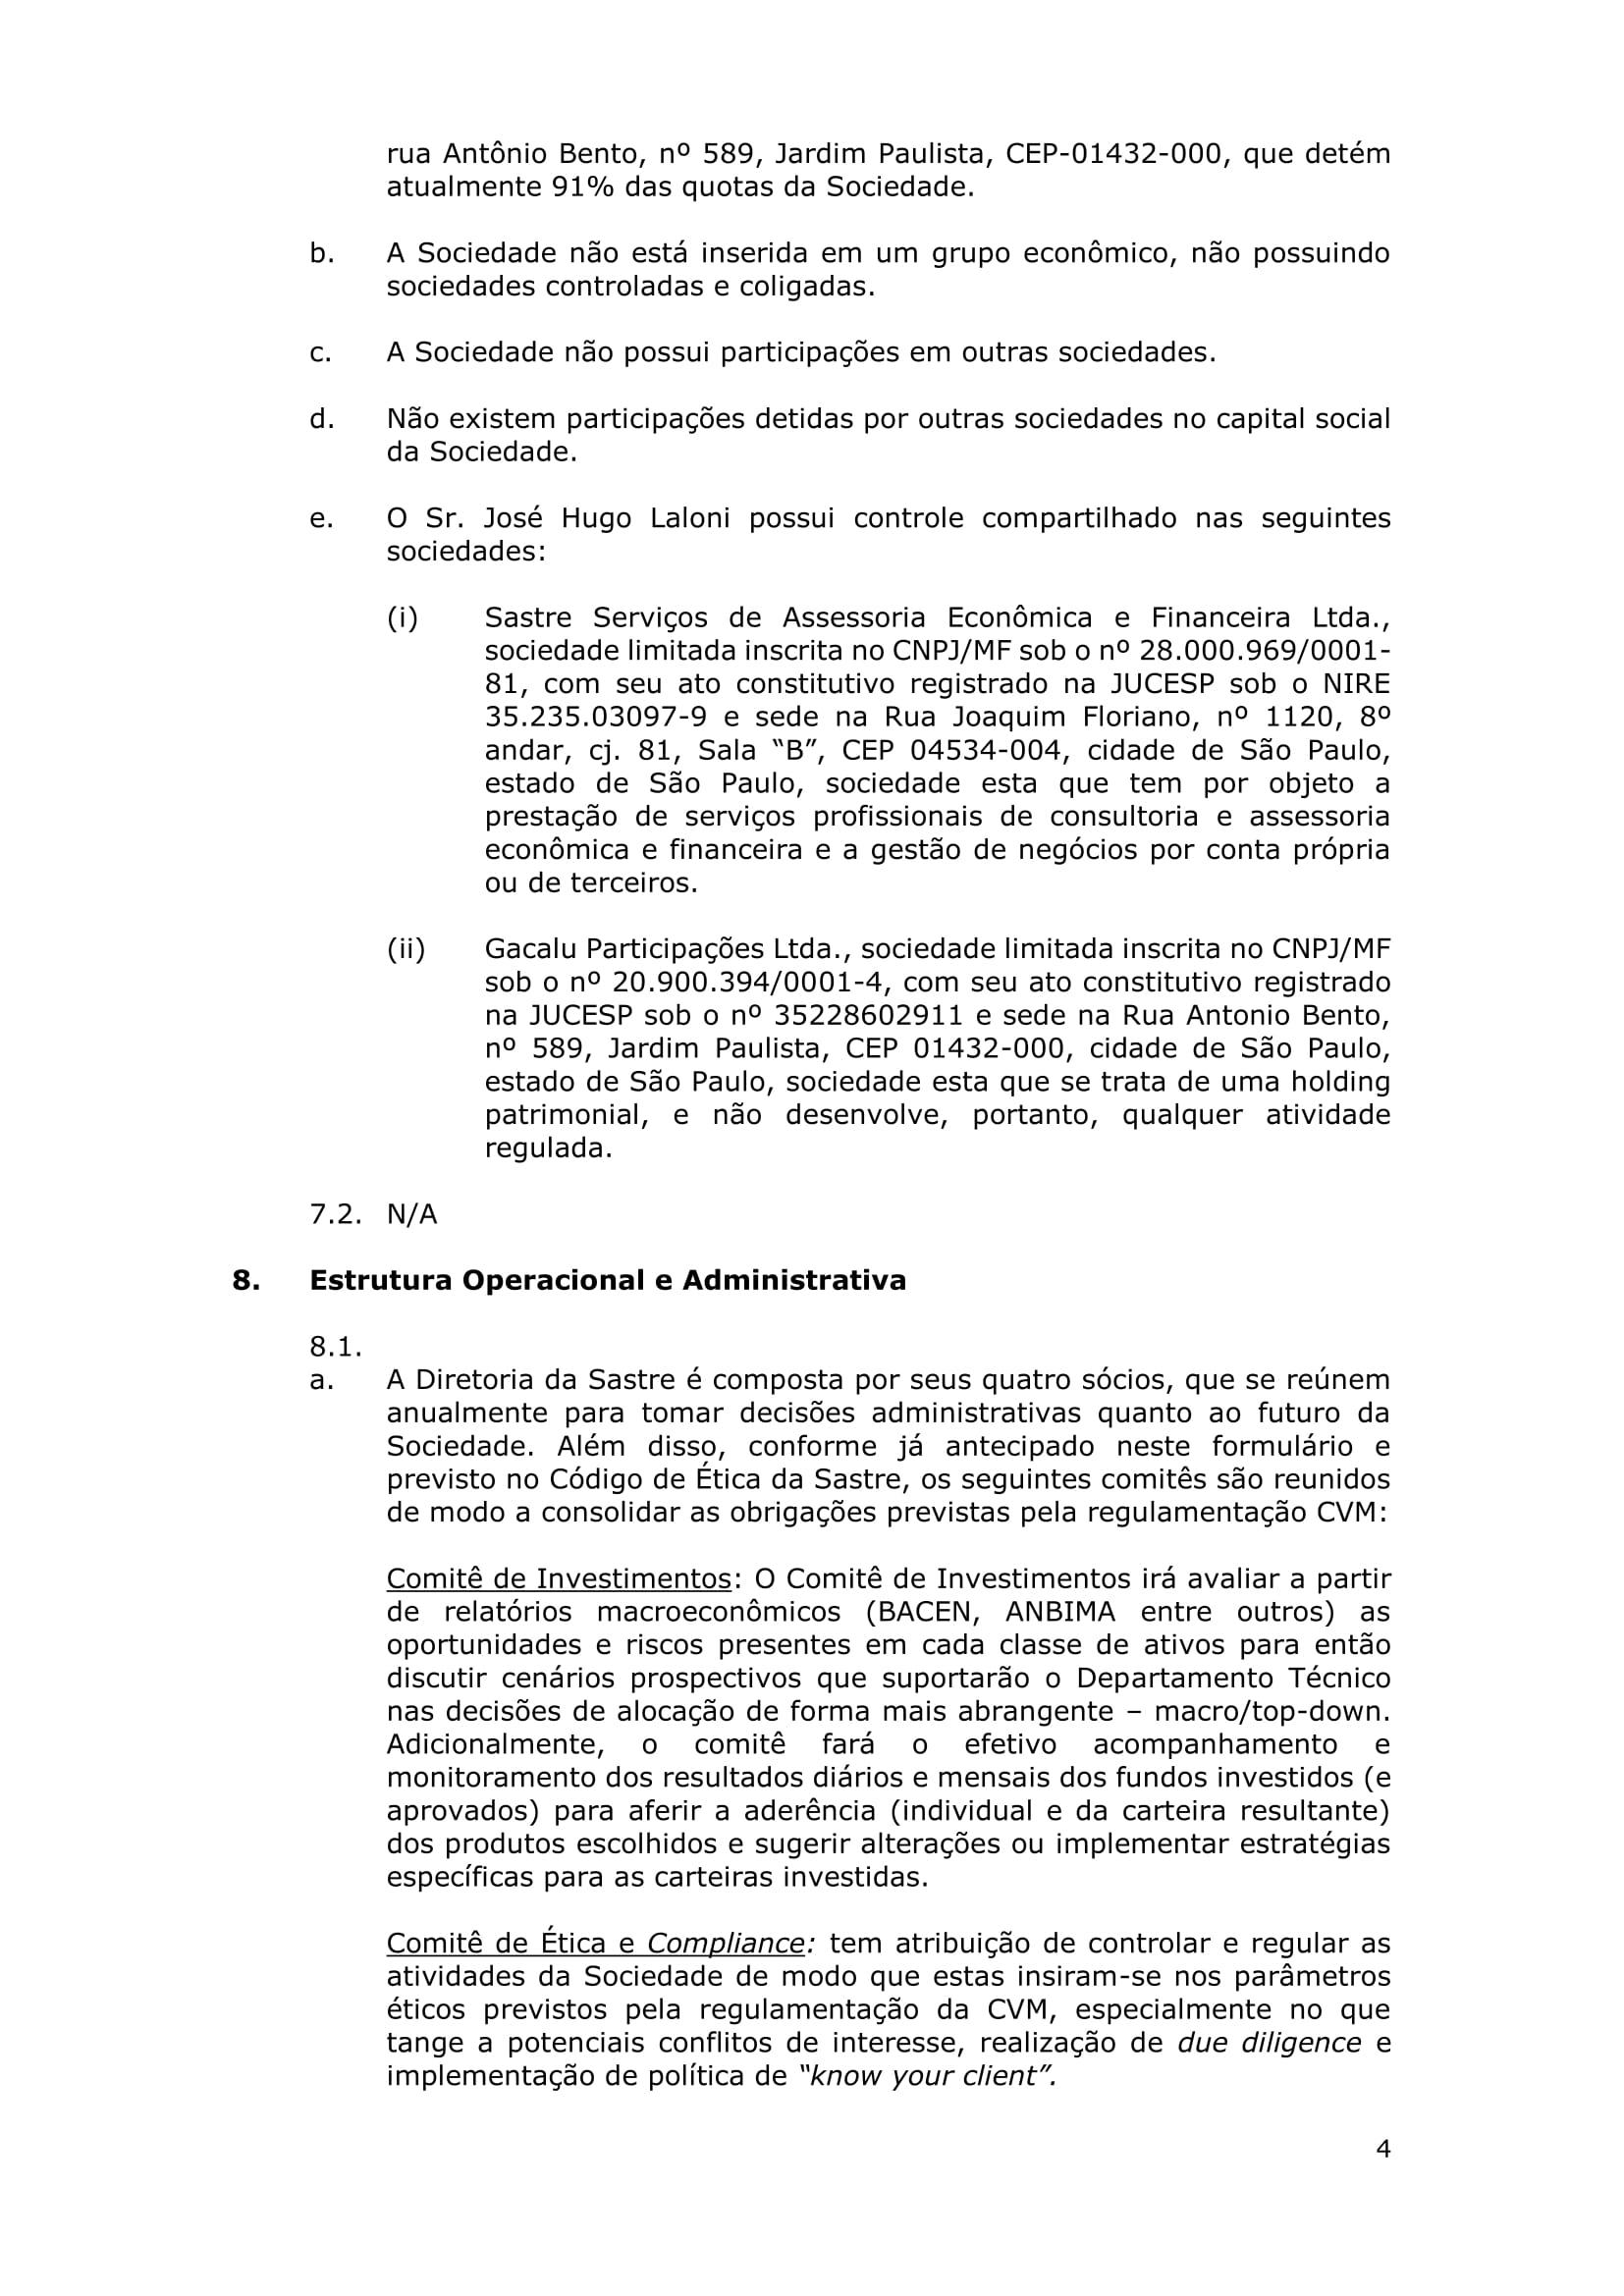 rua Antônio Bento, nº 589, Jardim Paulista, CEP-01432-000, que detém
atualmente 91% das quotas da Sociedade.
b. A Sociedade não está inserida em um grupo econômico, não possuindo
sociedades controladas e coligadas.
c. A Sociedade não possui participações em outras sociedades.
d. Não existem participações detidas por outras sociedades no capital social
da Sociedade.
e. O Sr. José Hugo Laloni possui controle compartilhado nas seguintes
sociedades:
(i) Sastre Serviços de Assessoria Econômica e Financeira Ltda.,
sociedade limitada inscrita no CNPJ/MF sob o nº 28.000.969/0001-
81, com seu ato constitutivo registrado na JUCESP sob o NIRE
35.235.03097-9 e sede na Rua Joaquim Floriano, nº 1120, 8º
andar, cj. 81, Sala “B”, CEP 04534-004, cidade de São Paulo,
estado de São Paulo, sociedade esta que tem por objeto a
prestação de serviços profissionais de consultoria e assessoria
econômica e financeira e a gestão de negócios por conta própria
ou de terceiros.
(ii) Gacalu Participações Ltda., sociedade limitada inscrita no CNPJ/MF
sob o nº 20.900.394/0001-4, com seu ato constitutivo registrado
na JUCESP sob o nº 35228602911 e sede na Rua Antonio Bento,
nº 589, Jardim Paulista, CEP 01432-000, cidade de São Paulo,
estado de São Paulo, sociedade esta que se trata de uma holding
patrimonial, e não desenvolve, portanto, qualquer atividade
regulada.
7.2. N/A
8. Estrutura Operacional e Administrativa
8.1.
a. A Diretoria da Sastre é composta por seus quatro sócios, que se reúnem
anualmente para tomar decisões administrativas quanto ao futuro da
Sociedade. Além disso, conforme já antecipado neste formulário e
previsto no Código de Ética da Sastre, os seguintes comitês são reunidos
de modo a consolidar as obrigações previstas pela regulamentação CVM:
Comitê de Investimentos: O Comitê de Investimentos irá avaliar a partir
de relatórios macroeconômicos (BACEN, ANBIMA entre outros) as
oportunidades e riscos presentes em cada classe de ativos para então
discutir cenários prospectivos que suportarão o Departamento Técnico
nas decisões de alocação de forma mais abrangente – macro/top-down.
Adicionalmente, o comitê fará o efetivo acompanhamento e
monitoramento dos resultados diários e mensais dos fundos investidos (e
aprovados) para aferir a aderência (individual e da carteira resultante)
dos produtos escolhidos e sugerir alterações ou implementar estratégias
específicas para as carteiras investidas.
Comitê de Ética e Compliance: tem atribuição de controlar e regular as
atividades da Sociedade de modo que estas insiram-se nos parâmetros
éticos previstos pela regulamentação da CVM, especialmente no que
tange a potenciais conflitos de interesse, realização de due diligence e
implementação de política de “know your client”.
4